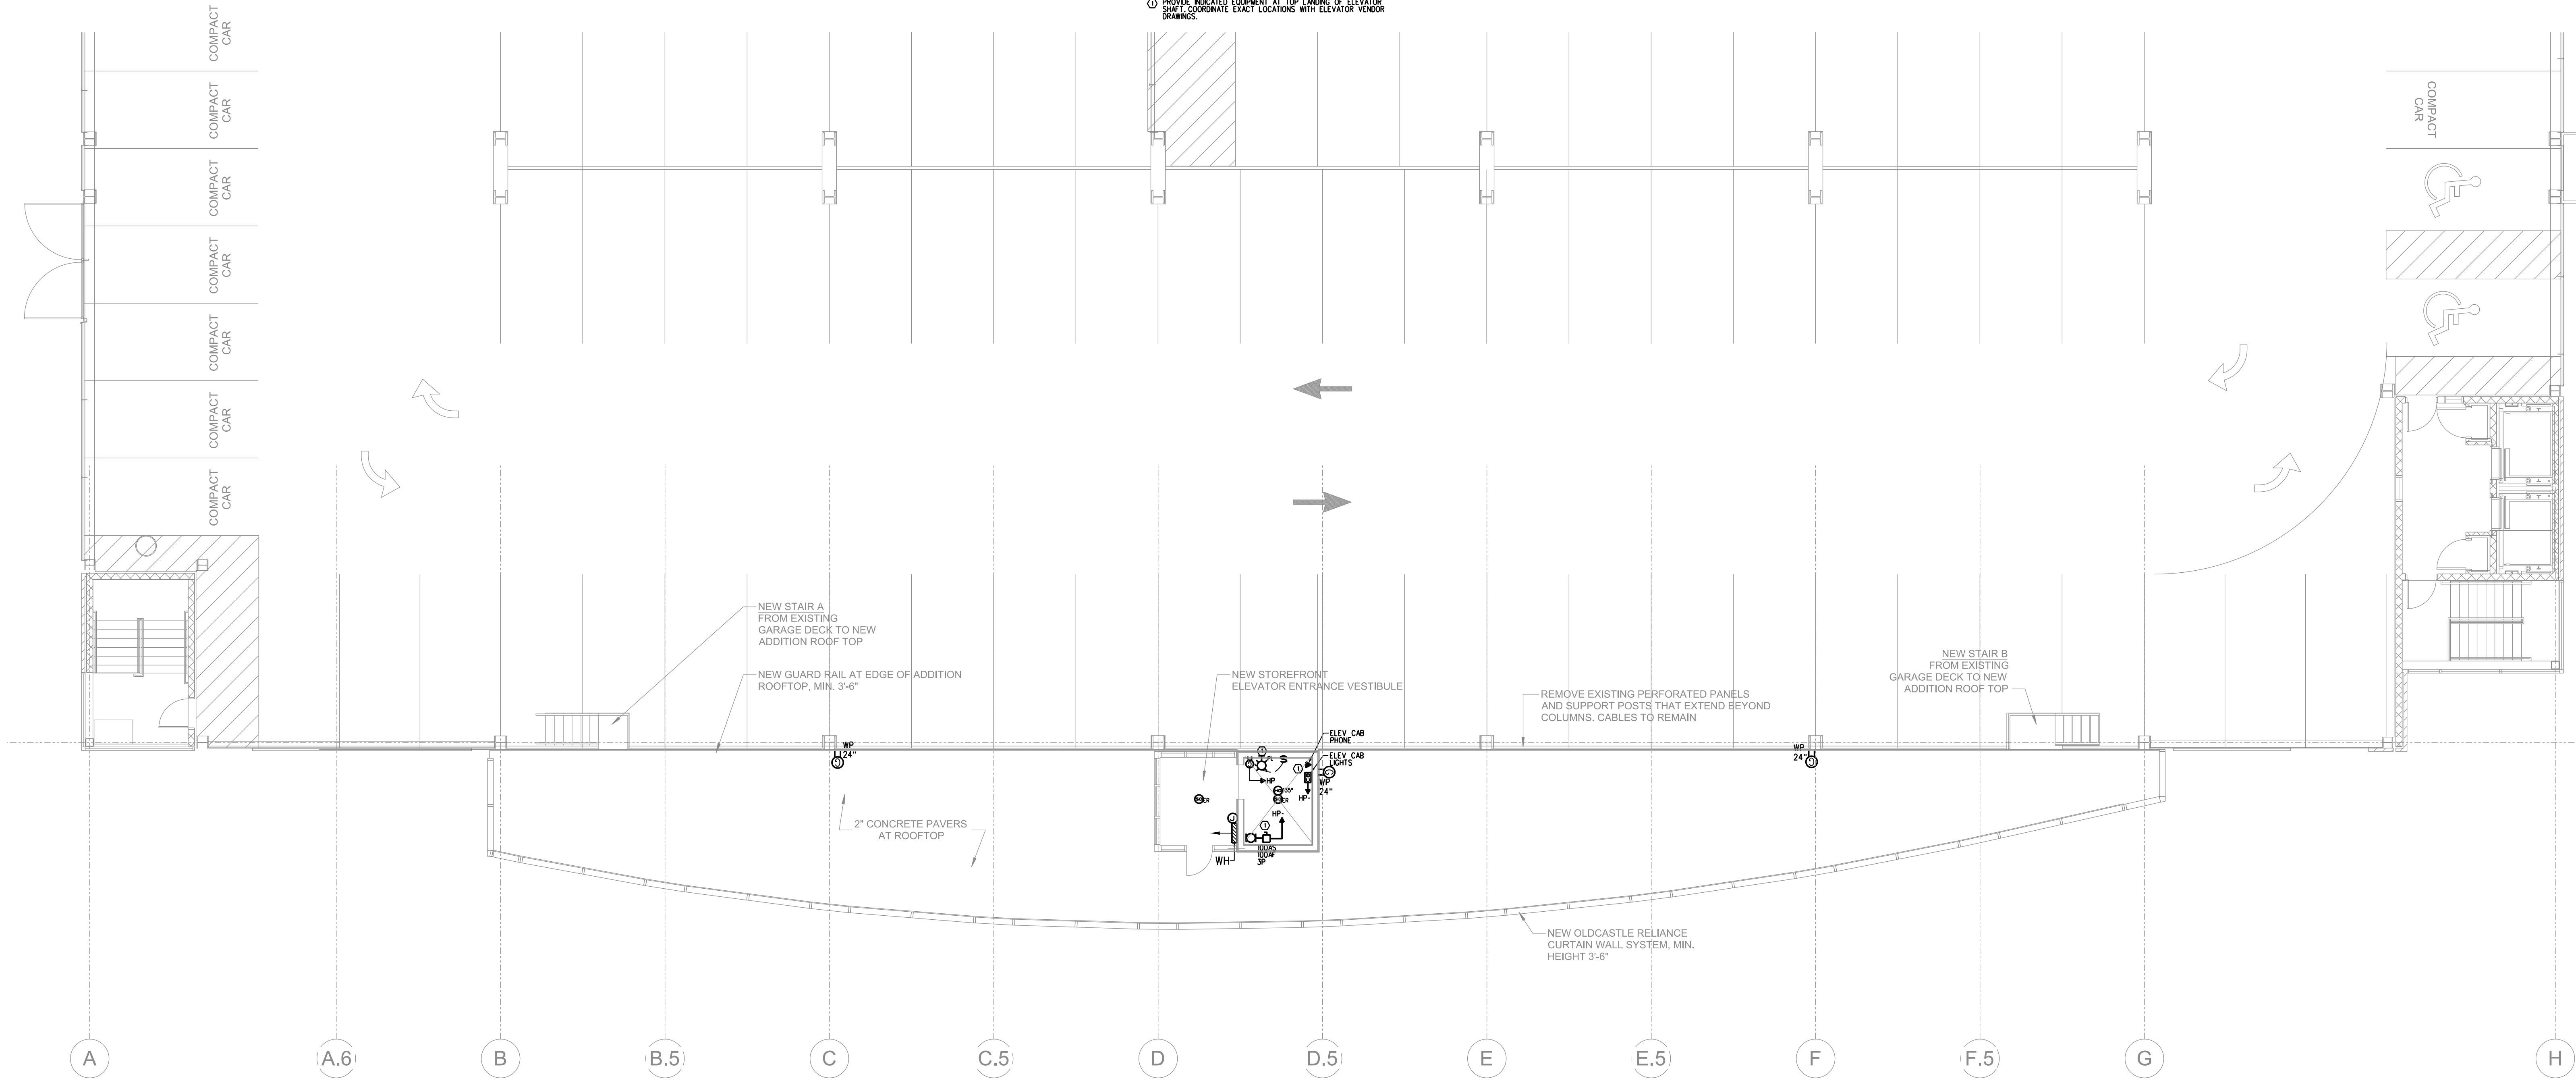 1 PROVIDE INDICATED EQUIPMENT AT TOP LANDING OF ELEVATOR
SHAFT. COORDINATE EXACT LOCATIONS WITH ELEVATOR VENDOR
DRAWINGS.
COMPACT
CAR
COMPACT
CAR
COMPACT
CAR
COMPACT
CAR
COMPACT
CAR
COMPACT
CAR
COMPACT
CAR
COMPACT
CAR
NEW STAIR A
FROM EXISTING
GARAGE DECK TO NEW
ADDITION ROOF TOP
NEW GUARD RAIL AT EDGE OF ADDITION
ROOFTOP, MIN. 3'-6"
NEW STOREFRONT
ELEVATOR ENTRANCE VESTIBULE
REMOVE EXISTING PERFORATED PANELS
AND SUPPORT POSTS THAT EXTEND BEYOND
COLUMNS. CABLES TO REMAIN
NEW STAIR B
FROM EXISTING
GARAGE DECK TO NEW
ADDITION ROOF TOP
WP
24"
ELEV CAB
PHONE
ELEV CAB
LIGHTS
1
S
1
HP
WP
24"
135°
HP-
HP-
1
J
WH
100AS
100AF
3P
WP
24"
2" CONCRETE PAVERS
AT ROOFTOP
NEW OLDCASTLE RELIANCE
CURTAIN WALL SYSTEM, MIN.
HEIGHT 3'-6"
A
A.6
B
B.5
C
C.5
D
D.5
E
E.5
F
F.5
G
H